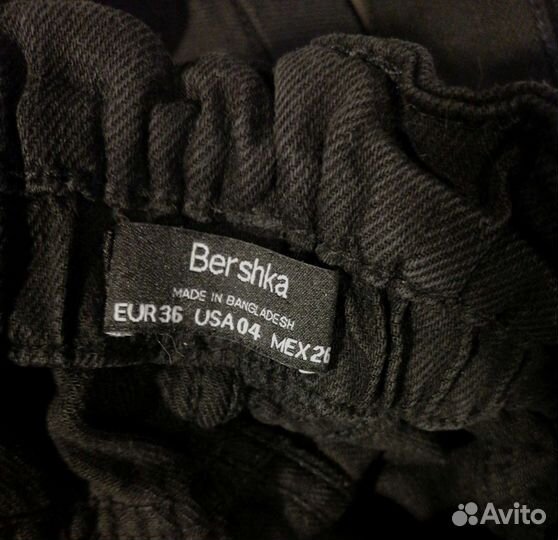 Bershka
MADE IN BANGLADESH
EUR36 USA04 MEX26
Avito